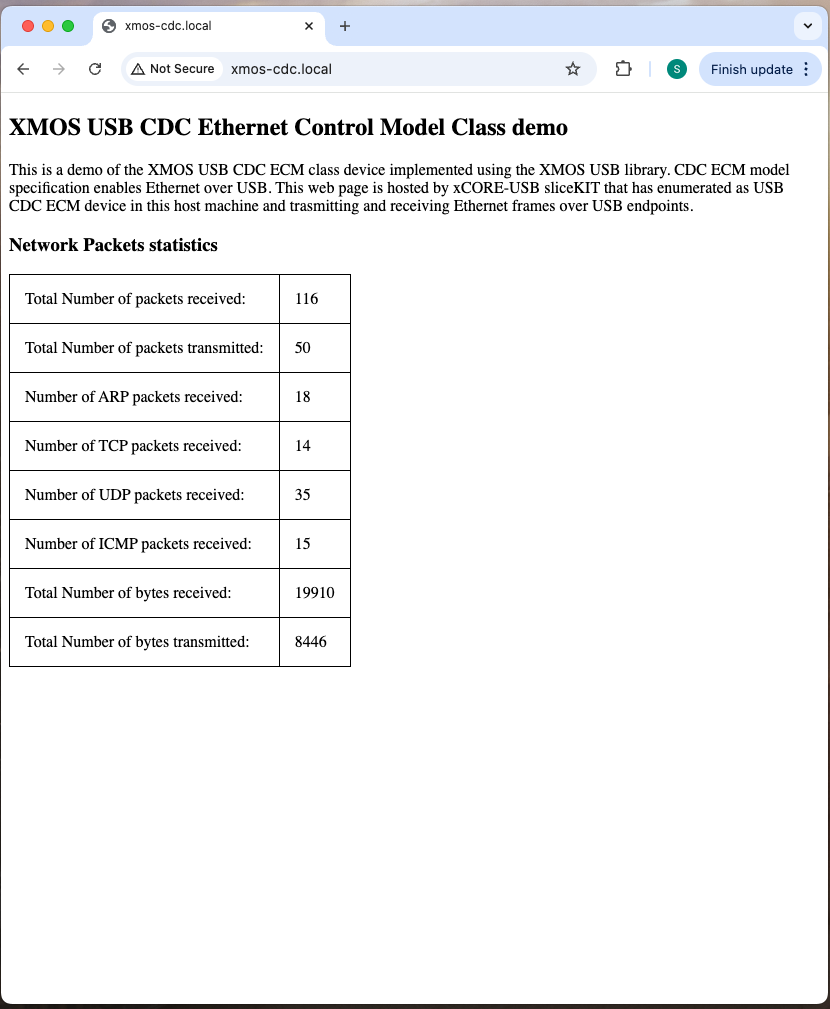 xmos-cdc.local
Not Secure xmos-cdc.local S Finish update
XMOS USB CDC Ethernet Control Model Class demo
This is a demo of the XMOS USB CDC ECM class device implemented using the XMOS USB library. CDC ECM model
specification enables Ethernet over USB. This web page is hosted by xCORE-USB sliceKIT that has enumerated as USB
CDC ECM device in this host machine and trasmitting and receiving Ethernet frames over USB endpoints.
Network Packets statistics
Total Number of packets received: 116
Total Number of packets transmitted: 50
Number of ARP packets received: 18
Number of TCP packets received: 14
Number of UDP packets received: 35
Number of ICMP packets received: 15
Total Number of bytes received: 19910
Total Number of bytes transmitted: 8446